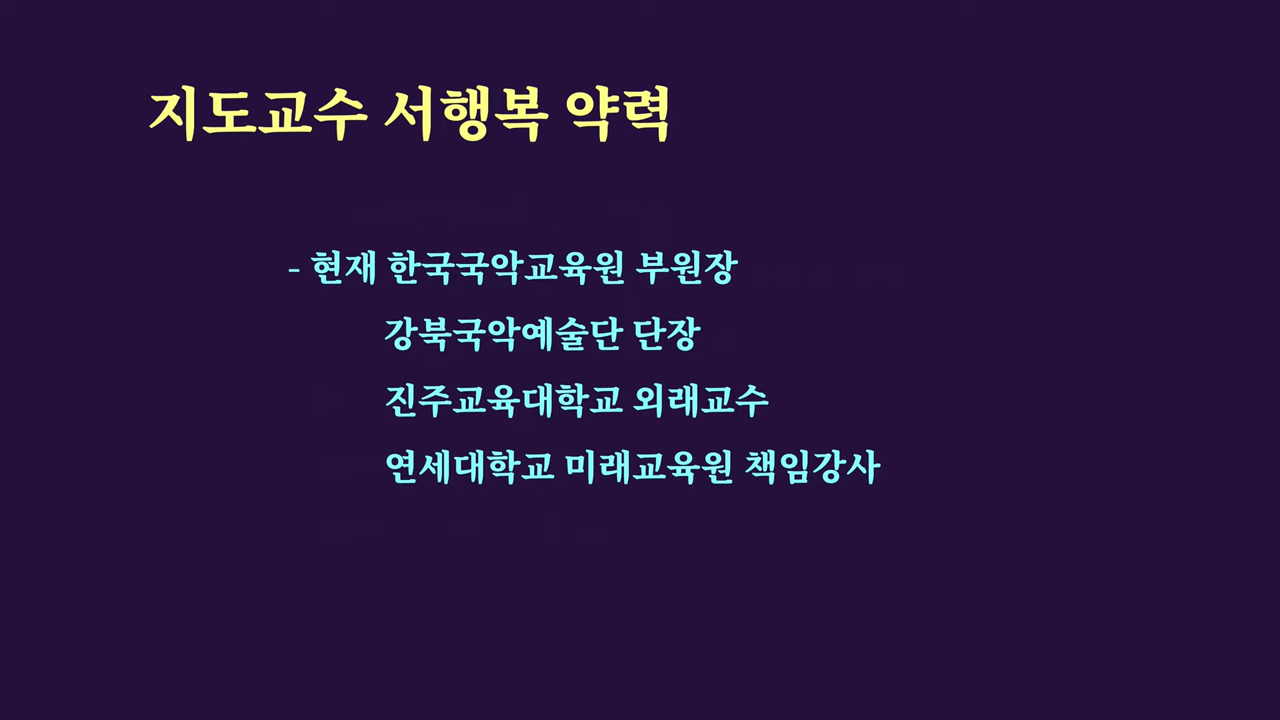 지도교수 서행복 약력
- 현재 한국국악교육원 부원장
강북국악예술단 단장
진주교육대학교 외래교수
연세대학교 미래교육원 책임강사